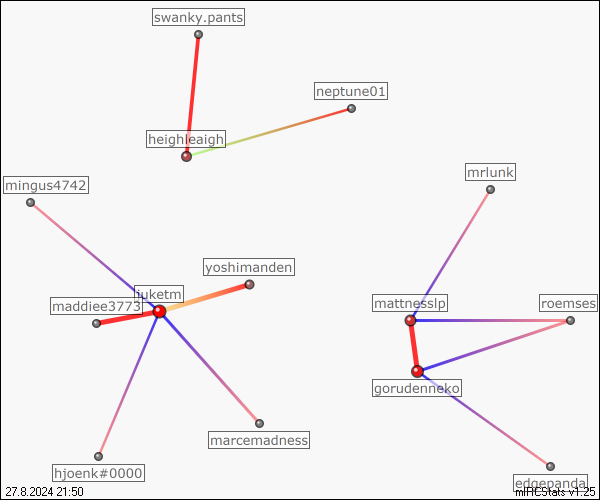 swanky.pants
neptune01
heighleaigh
mrlunk
mingus4742
yoshimanden
juketm
maddiee3773
mattnesslp
roemses
gorudenneko
marcemadness
hjoenk#0000
edgepanda
27.8.2024 21:50
mIRCStats v1.25